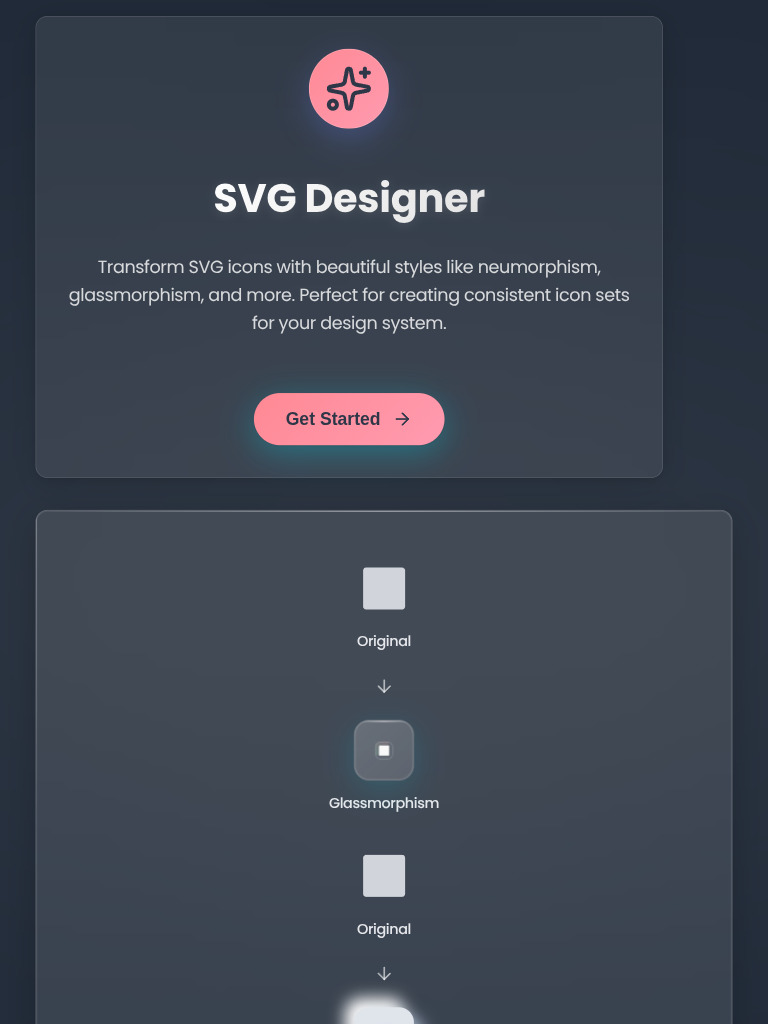 SVG Designer
Transform SVG icons with beautiful styles like neumorphism,
glassmorphism, and more. Perfect for creating consistent icon sets
for your design system.
Get Started
Original
Glassmorphism
Original